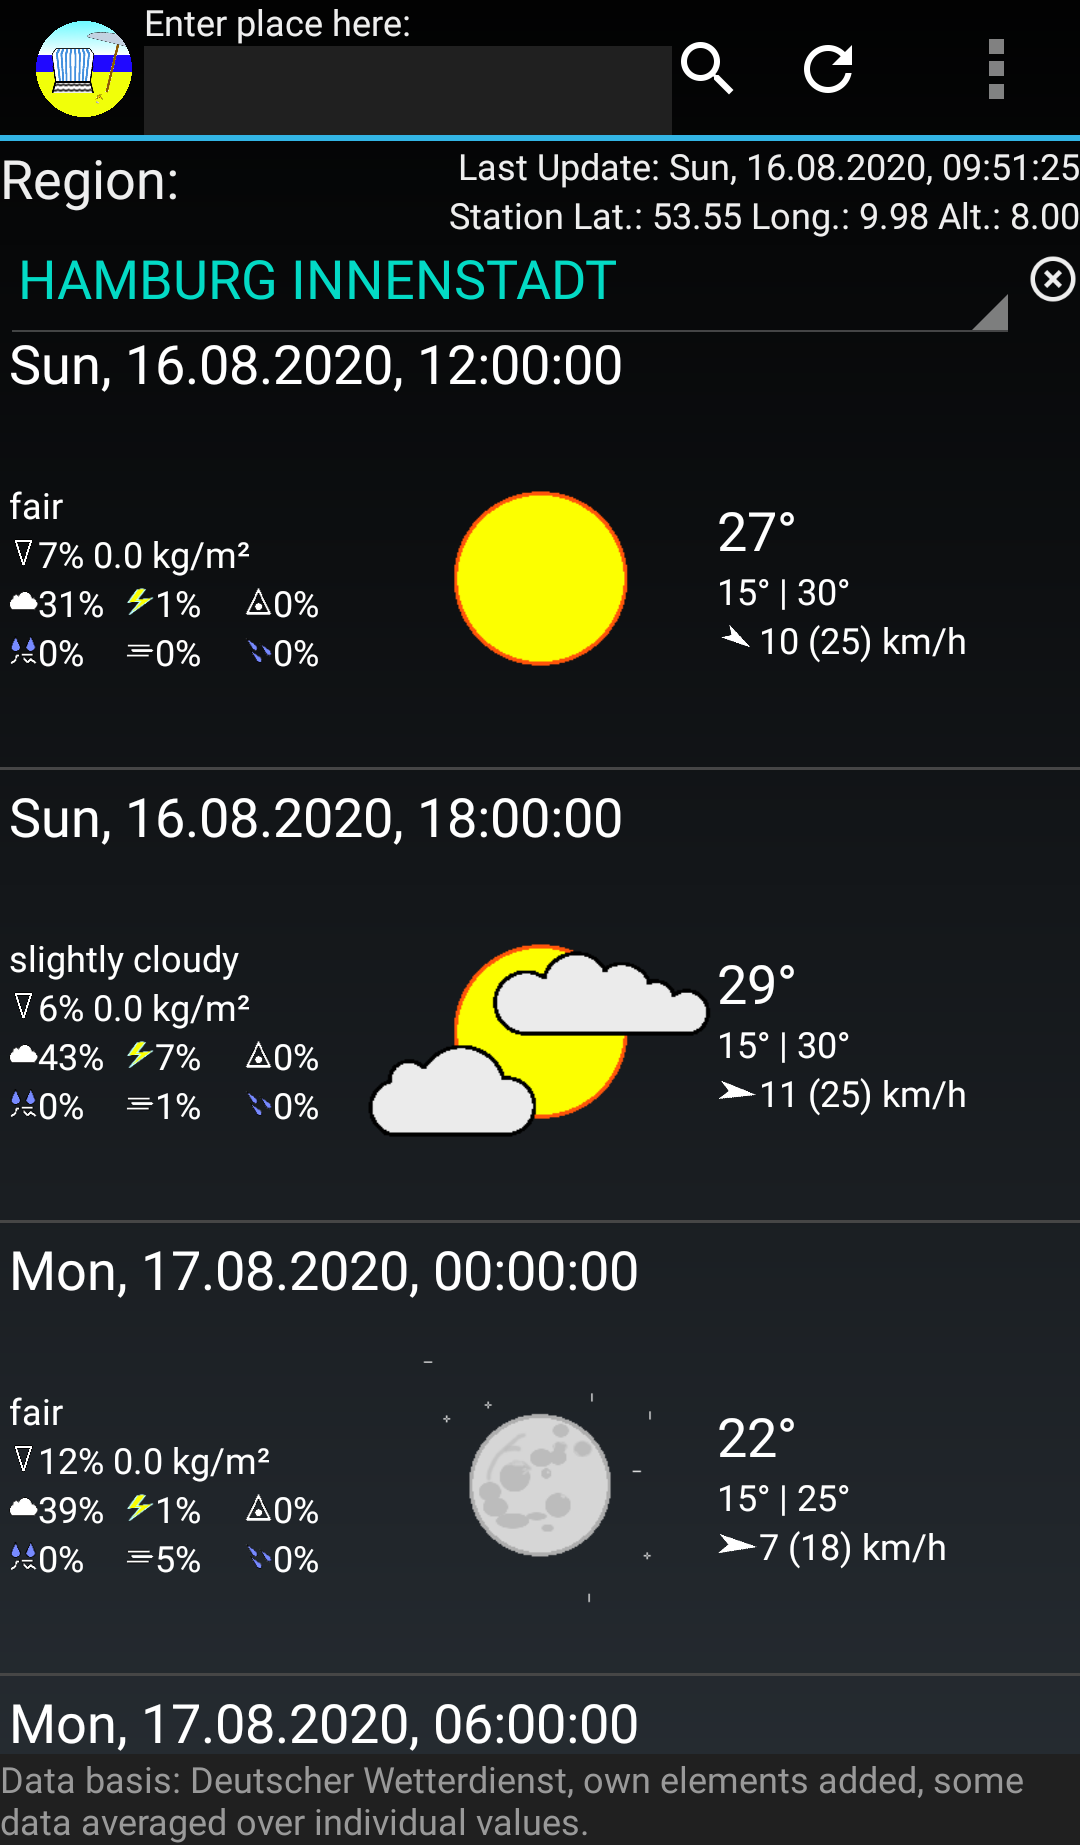 Enter place here:
Region:
Last Update: Sun, 16.08.2020, 09:51:25
Station Lat.: 53.55 Long.: 9.98 Alt.: 8.00
HAMBURG INNENSTADT
Sun, 16.08.2020, 12:00:00
fair
7% 0.0 kg/m²
31% 1% 0%
0% 0% 0%
27°
15° | 30°
10 (25) km/h
Sun, 16.08.2020, 18:00:00
slightly cloudy
6% 0.0 kg/m²
43% 7% 0%
0% 1% 0%
29°
15° | 30°
11 (25) km/h
Mon, 17.08.2020, 00:00:00
fair
12% 0.0 kg/m²
39% 1% 0%
0% 5% 0%
22°
15° | 25°
7 (18) km/h
Mon, 17.08.2020, 06:00:00
Data basis: Deutscher Wetterdienst, own elements added, some
data averaged over individual values.